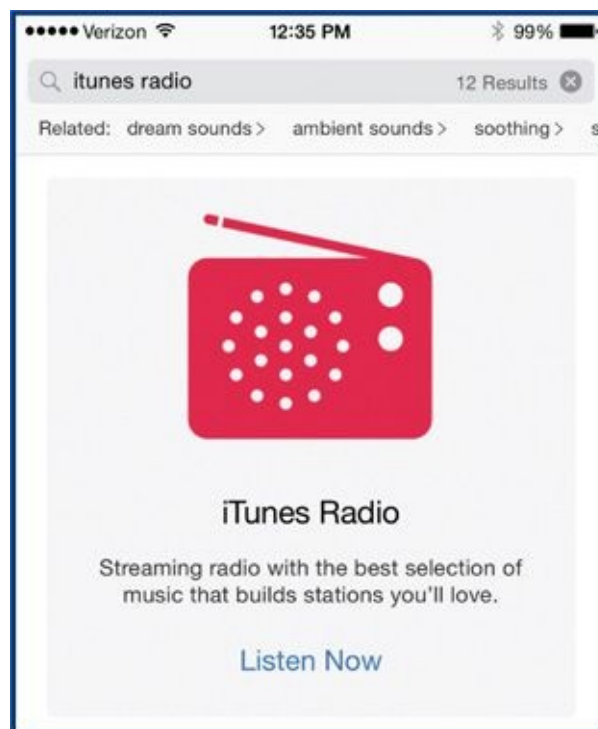 Verizon 12:35 PM 99%
itunes radio 12 Results
Related: dream sounds > ambient sounds > soothing > s
iTunes Radio
Streaming radio with the best selection of
music that builds stations you'll love.
Listen Now